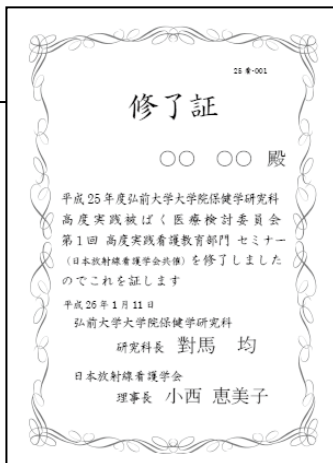 25 看-001
修了証
○○ ○○ 殿
平成 25 年度弘前大学大学院保健学研究科
高度実践被ばく医療検討委員会
第1回 高度実践看護教育部門 セミナー
（日本放射線看護学会共催）を修了しました
のでこれを証します
平成 26 年 1 月 11 日
弘前大学大学院保健学研究科
研究科長 對馬 均
日本放射線看護学会
理事長 小西 恵美子